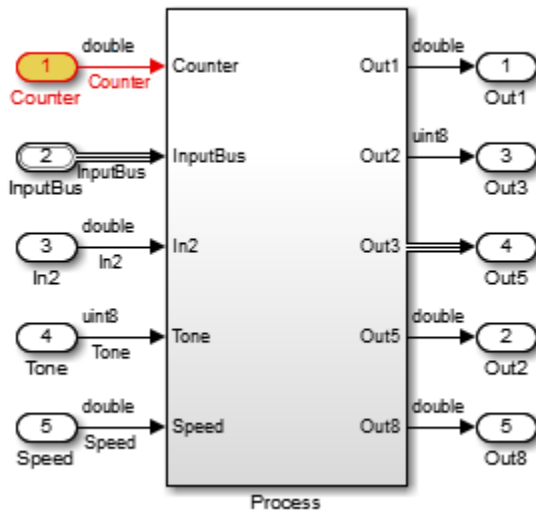 double double
1 Counter Counter Out1 1
Counter Out1
2 InputBus InputBus Out2 uint8 3
InputBus Out3
double
3 In2 In2 Out3 4
In2 Out5
uint8 double
4 Tone Tone Out5 2
Tone Out2
double double
5 Speed Speed Out8 5
Speed Out8
Process